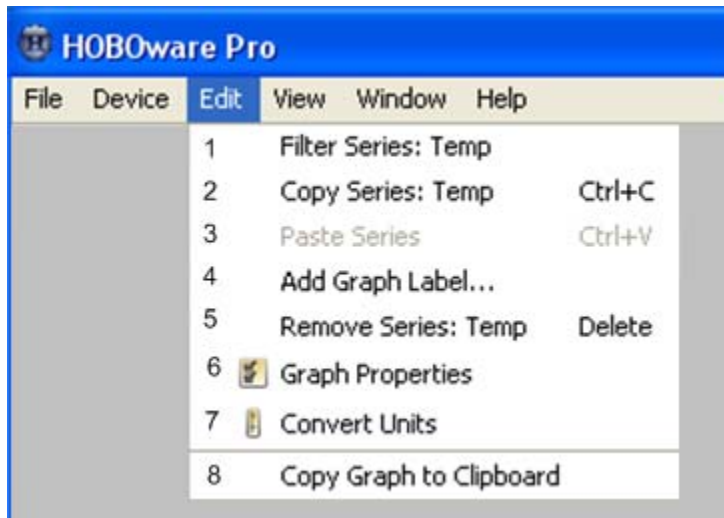 HOBOware Pro
File Device Edit View Window Help
1 Filter Series: Temp
2 Copy Series: Temp Ctrl+C
3 Paste Series Ctrl+V
4 Add Graph Label...
5 Remove Series: Temp Delete
6 Graph Properties
7 Convert Units
8 Copy Graph to Clipboard